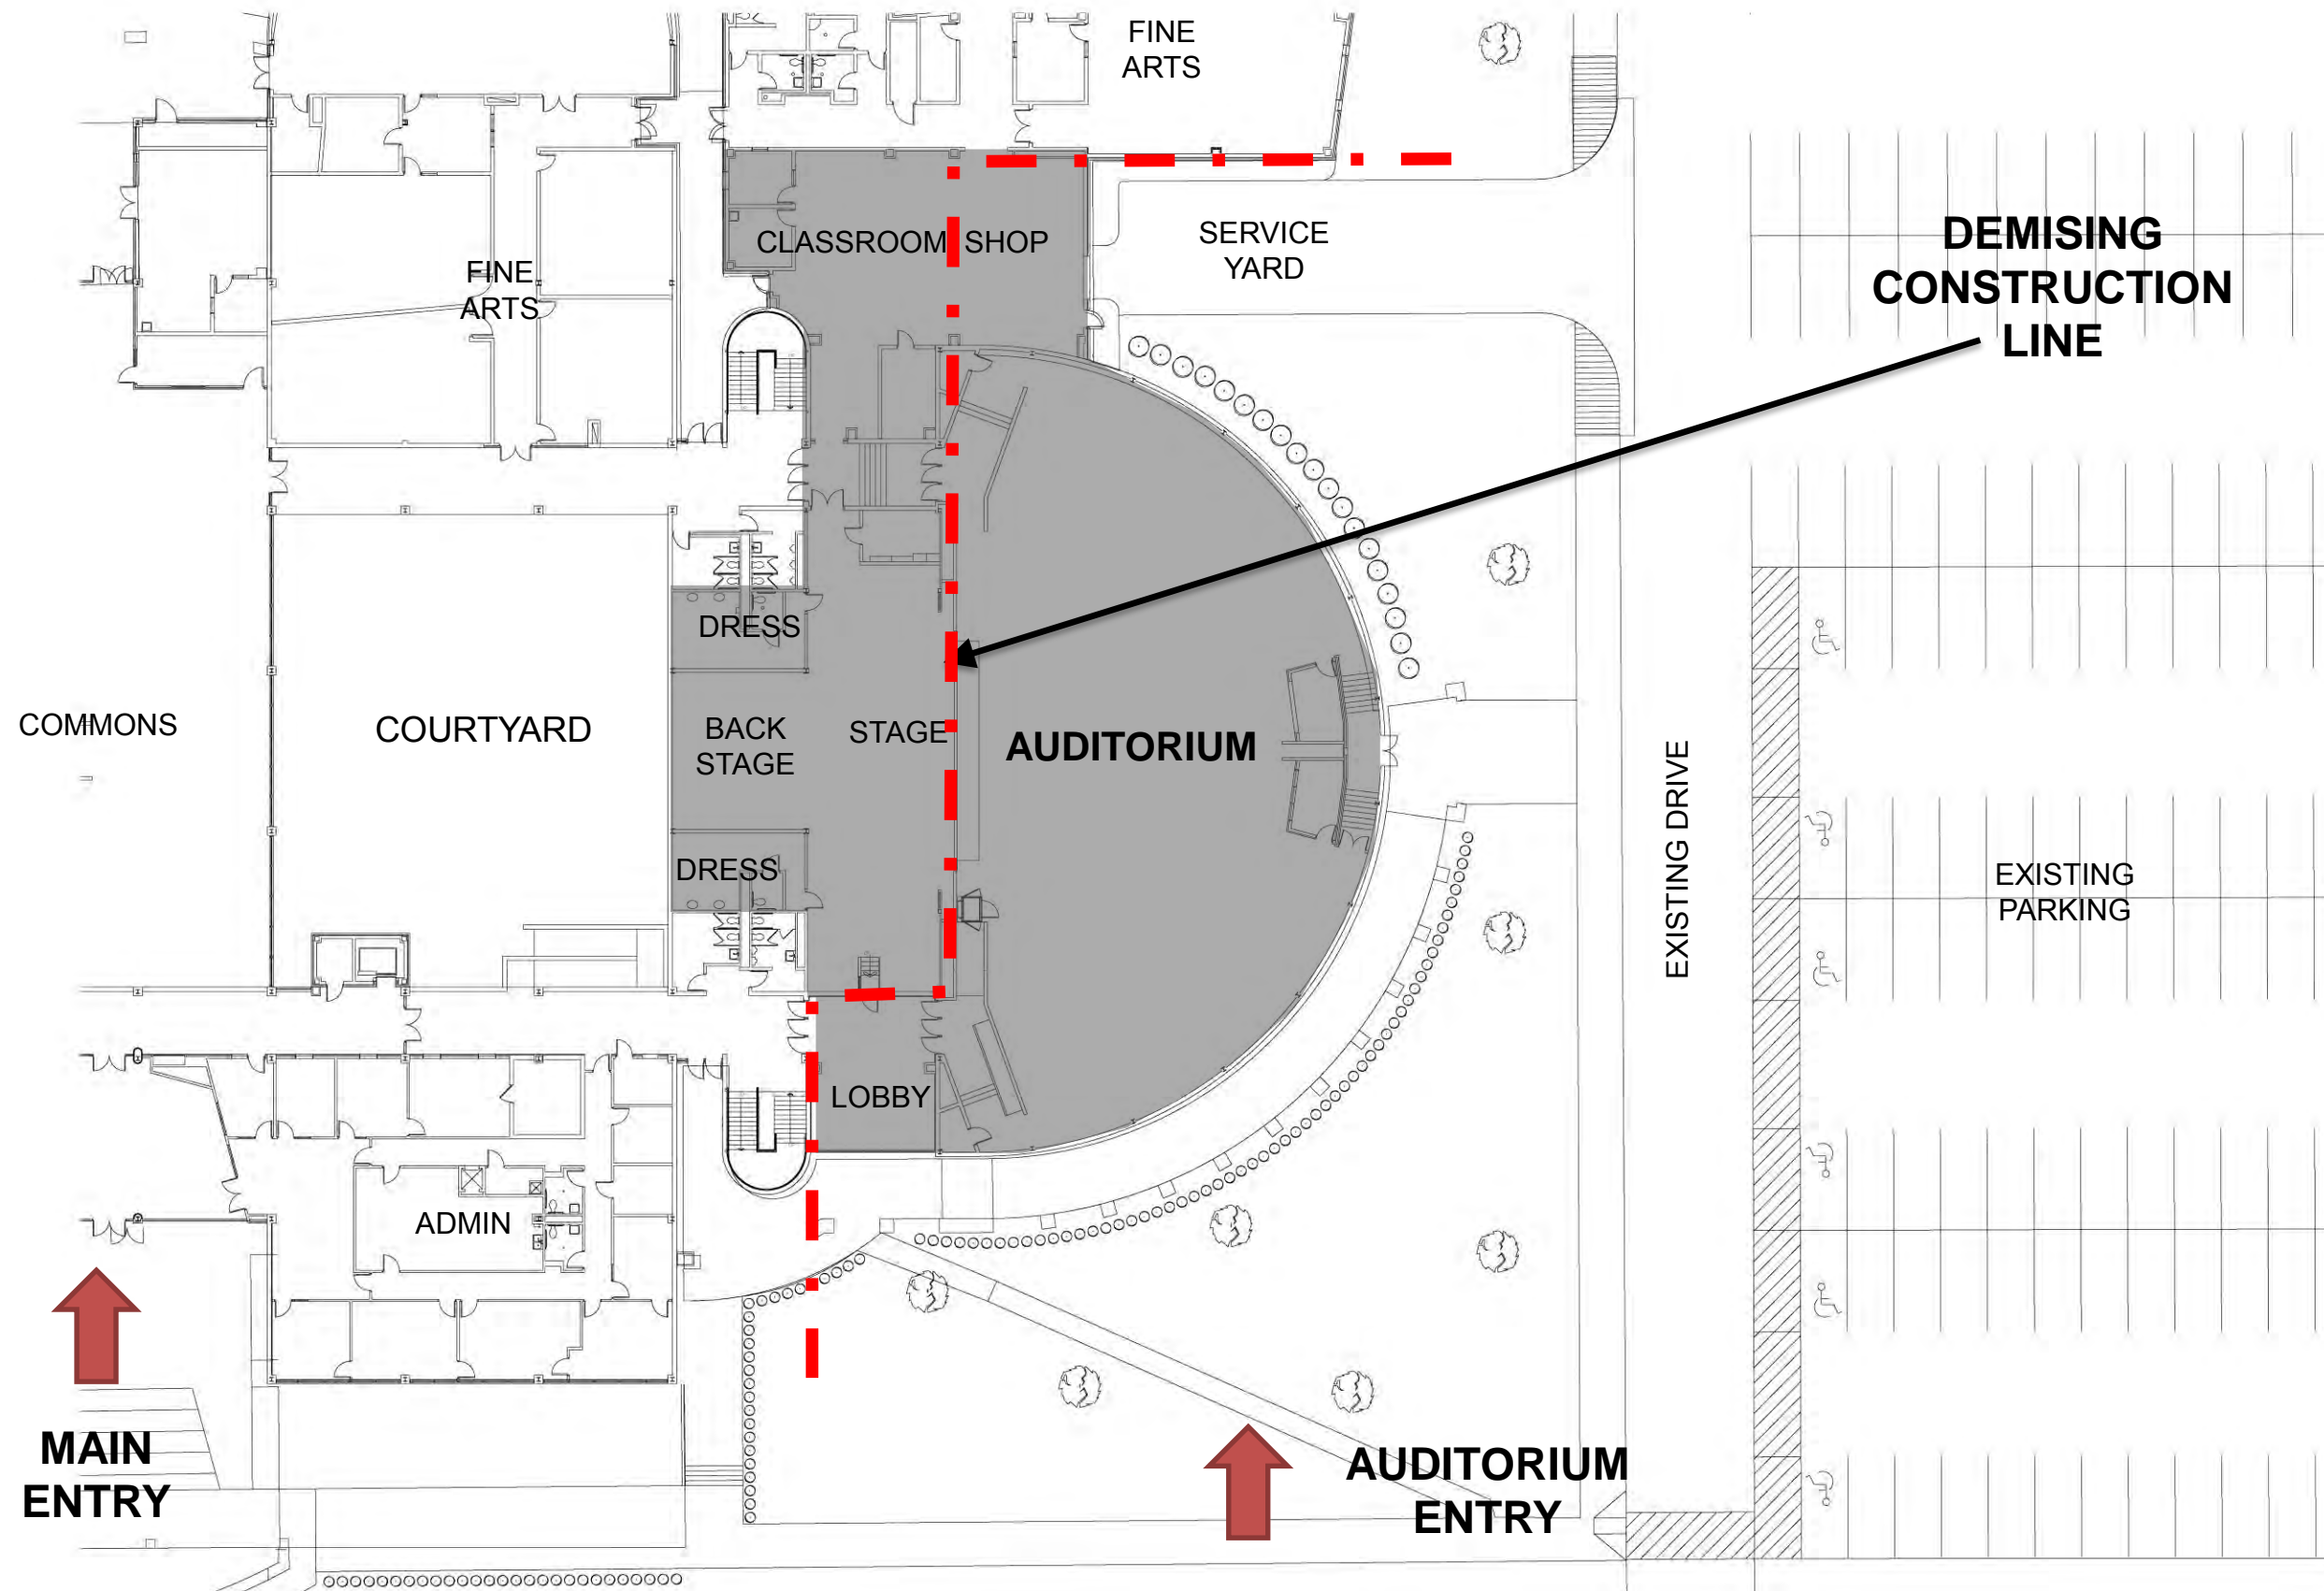 FINE
ARTS
DEMISING
CONSTRUCTION
LINE
CLASSROOM
SHOP
SERVICE
YARD
FINE
ARTS
DRESS
COMMONS
COURTYARD
BACK
STAGE
STAGE
AUDITORIUM
EXISTING DRIVE
DRESS
EXISTING
PARKING
LOBBY
ADMIN
MAIN
ENTRY
AUDITORIUM
ENTRY